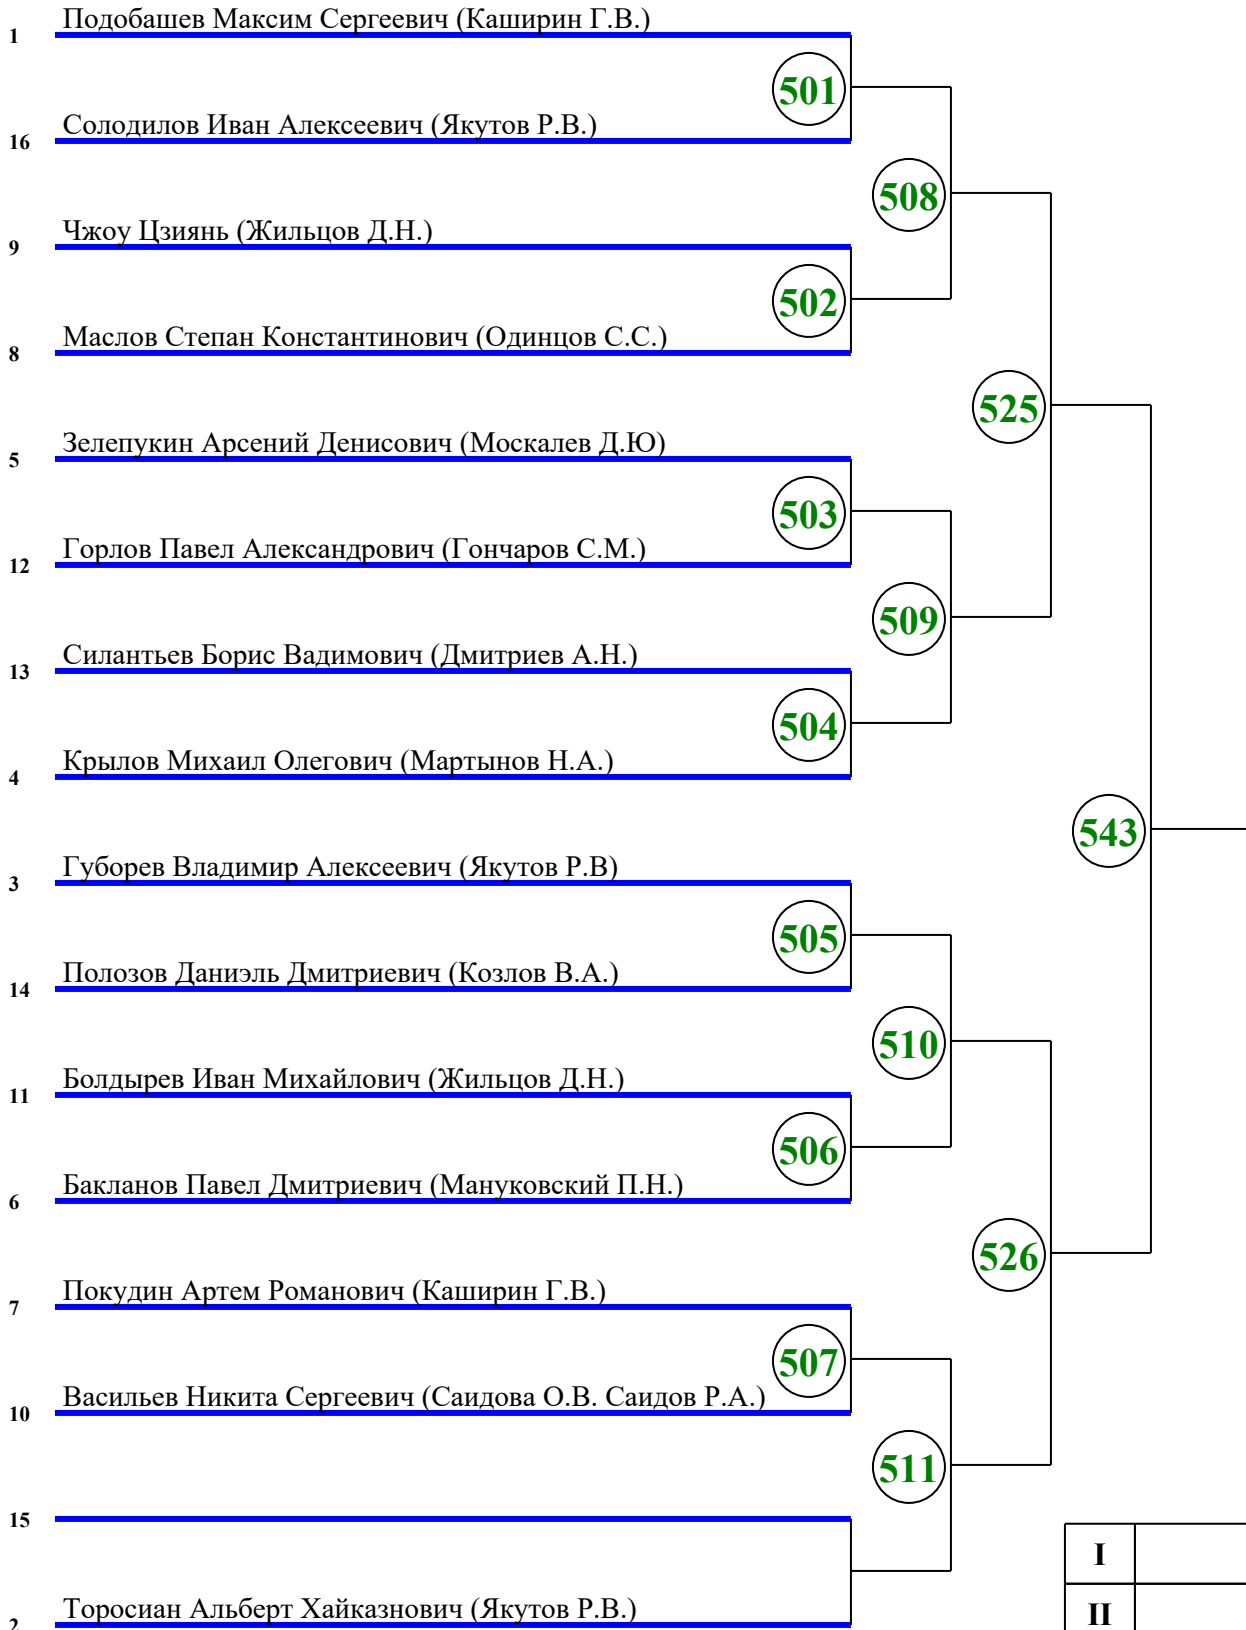 Подобашев Максим Сергеевич (Каширин Г.В.)
1
501
Солодилов Иван Алексеевич (Якутов Р.В.)
16
508
Чжоу Цзиянь (Жильцов Д.Н.)
9
502
Маслов Степан Константинович (Одинцов С.С.)
8
525
Зелепукин Арсений Денисович (Москалев Д.Ю)
5
503
Горлов Павел Александрович (Гончаров С.М.)
12
509
Силантьев Борис Вадимович (Дмитриев А.Н.)
13
504
Крылов Михаил Олегович (Мартынов Н.А.)
4
543
Губорев Владимир Алексеевич (Якутов Р.В)
3
505
Полозов Даниэль Дмитриевич (Козлов В.А.)
14
510
Болдырев Иван Михайлович (Жильцов Д.Н.)
11
506
Бакланов Павел Дмитриевич (Мануковский П.Н.)
6
526
Покудин Артем Романович (Каширин Г.В.)
7
507
Васильев Никита Сергеевич (Саидова О.В. Саидов Р.А.)
10
511
15
I
Торосиан Альберт Хайказнович (Якутов Р.В.)
2
II